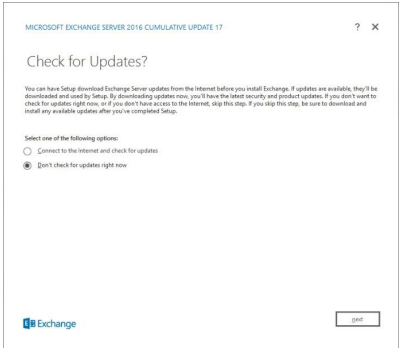 MICROSOFT EXCHANGE SERVER 2016 CUMULATIVE UPDATE 17
? ×
Check for Updates?
You can have Setup download Exchange Server updates from the Internet before you install Exchange. If updates are available, they'll be
downloaded and used by Setup. By downloading updates now, you'll have the latest security and product updates. If you don't want to
check for updates right now, or if you don't have access to the Internet, skip this step. If you skip this step, be sure to download and
install any available updates after you've completed Setup.
Select one of the following options:
Connect to the Internet and check for updates
Don't check for updates right now
Exchange
next